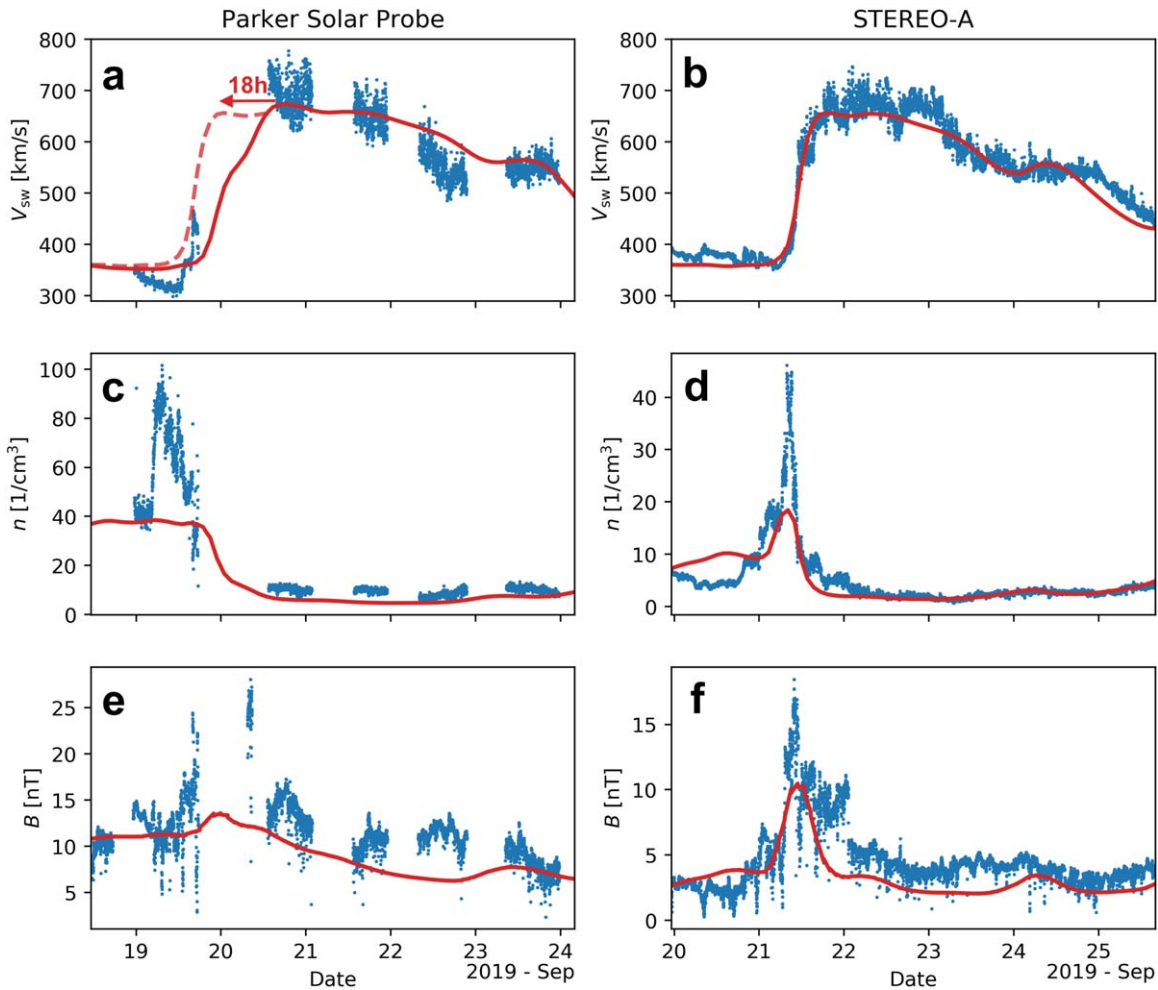 Parker Solar Probe
STEREO-A
a
18h
V_sw [km/s]
800
700
600
500
400
300
b
V_sw [km/s]
800
700
600
500
400
300
c
n [1/cm³]
100
80
60
40
20
0
d
n [1/cm³]
40
30
20
10
0
e
B [nT]
25
20
15
10
5
19 20 21 22 23 24
Date
2019 - Sep
f
B [nT]
15
10
5
0
20 21 22 23 24 25
Date
2019 - Sep